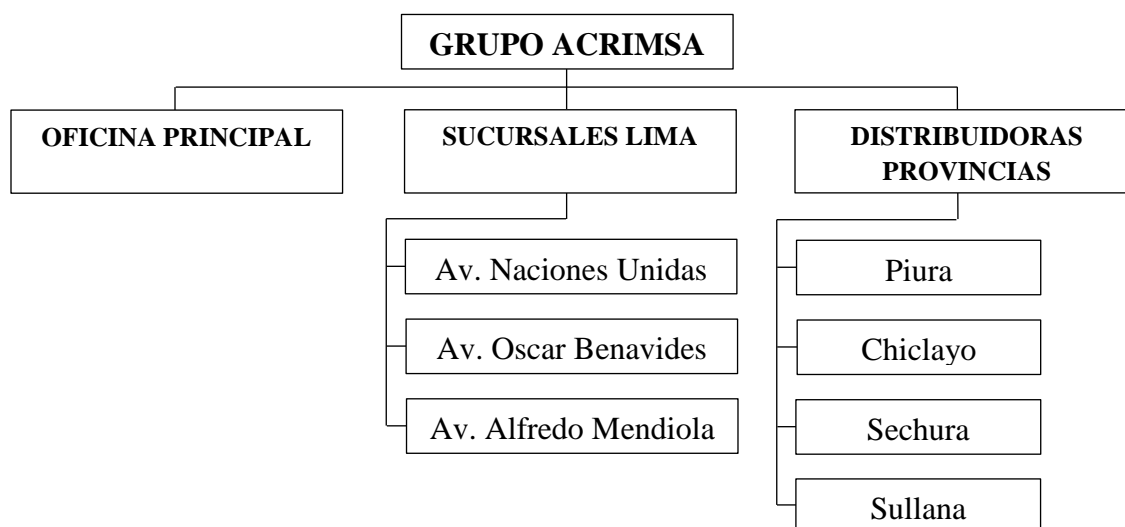 GRUPO ACRIMSA
OFICINA PRINCIPAL
SUCURSALES LIMA
DISTRIBUIDORAS
PROVINCIAS
Av. Naciones Unidas
Av. Oscar Benavides
Av. Alfredo Mendiola
Piura
Chiclayo
Sechura
Sullana